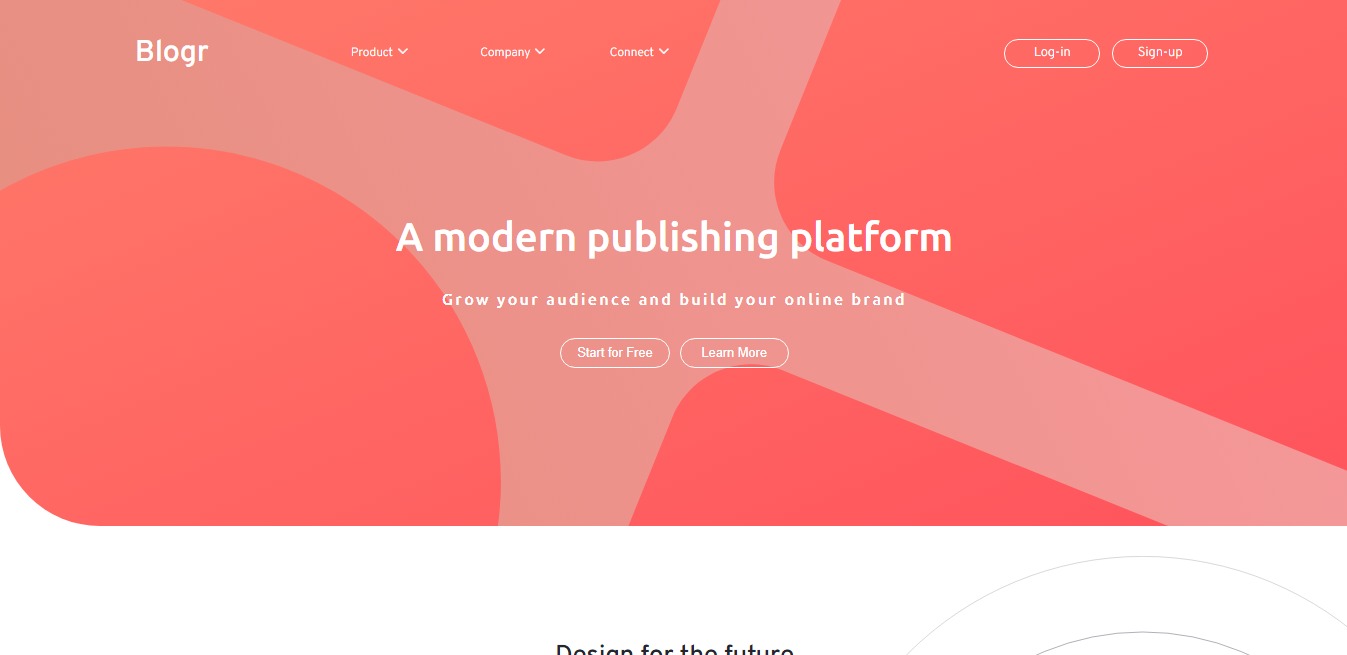 Blogr Product Company Connect Log-in Sign-up
A modern publishing platform
Grow your audience and build your online brand
Start for Free Learn More
Design for the future